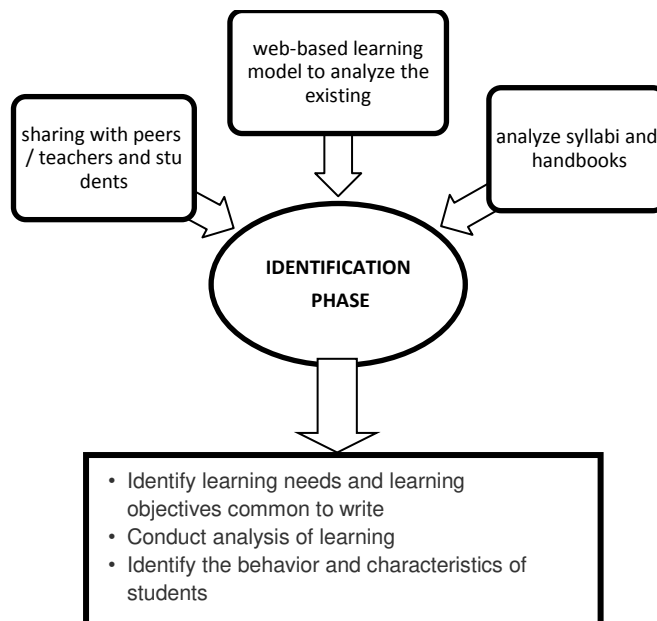 web-based learning
model to analyze the
existing
sharing with peers
/ teachers and stu
dents
analyze syllabi and
handbooks
IDENTIFICATION
PHASE
• Identify learning needs and learning
objectives common to write
• Conduct analysis of learning
• Identify the behavior and characteristics of
students